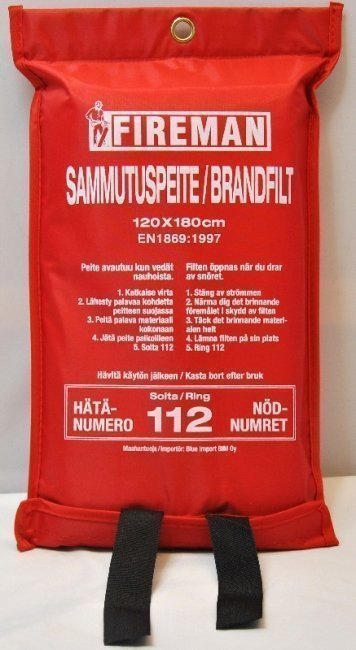 FIREMAN
SAMMUTUSPEITE/BRANDFILT
120X180cm
EN1869:1997
Peite avautuu kun vedät
nauhoista.
1. Katkaise virta
2. Lähesty palavaa kohdetta
peitteen suojassa
3. Peitä palava materiaali
kokonaan
4. Jätä peite paikoilleen
5. Soita 112
Filten öppnas när du drar
av snöret.
1. Stäng av strömmen
2. Närma dig det brinnande
föremålet i skydd av filten
3. Täck det brinnande materi-
alen helt
4. Lämna filten på sin plats
5. Ring 112
Hävitä käytön jälkeen / Kasta bort efter bruk
Soita/Ring
HÄTÄ-
NUMERO
112
NÖD-
NUMRET
Maahantuoja/Importör: Blue Import BIM Oy